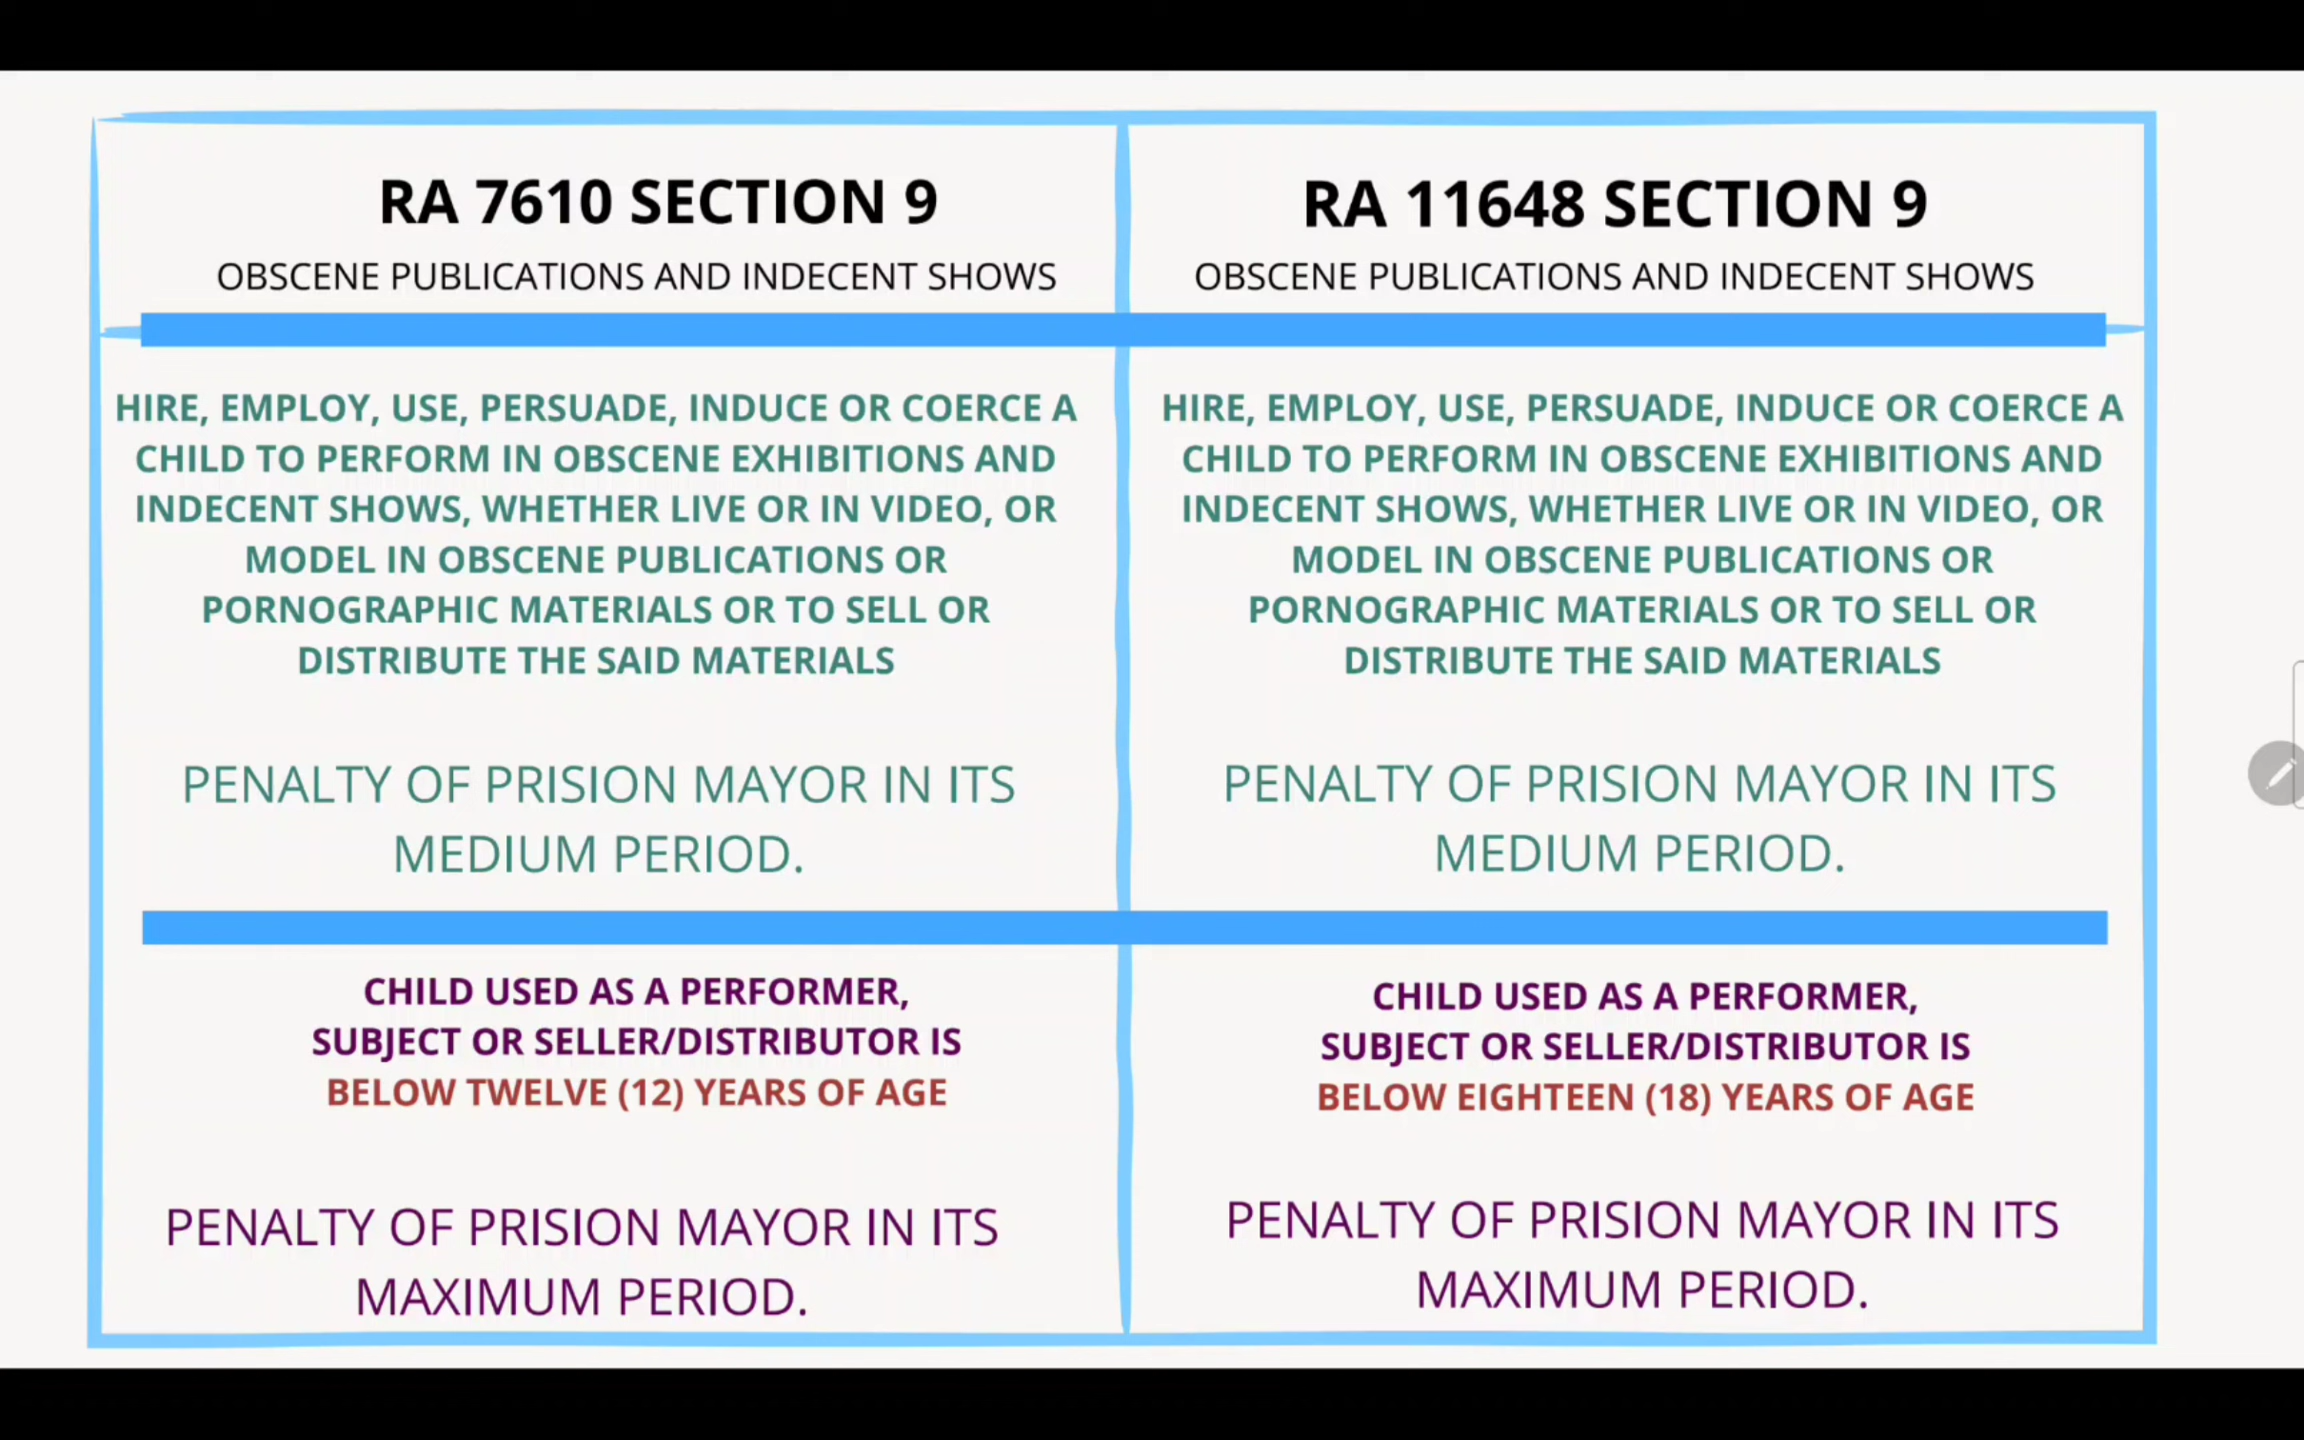 RA 7610 SECTION 9
OBSCENE PUBLICATIONS AND INDECENT SHOWS
HIRE, EMPLOY, USE, PERSUADE, INDUCE OR COERCE A
CHILD TO PERFORM IN OBSCENE EXHIBITIONS AND
INDECENT SHOWS, WHETHER LIVE OR IN VIDEO, OR
MODEL IN OBSCENE PUBLICATIONS OR
PORNOGRAPHIC MATERIALS OR TO SELL OR
DISTRIBUTE THE SAID MATERIALS
PENALTY OF PRISION MAYOR IN ITS
MEDIUM PERIOD.
CHILD USED AS A PERFORMER,
SUBJECT OR SELLER/DISTRIBUTOR IS
BELOW TWELVE (12) YEARS OF AGE
PENALTY OF PRISION MAYOR IN ITS
MAXIMUM PERIOD.
RA 11648 SECTION 9
OBSCENE PUBLICATIONS AND INDECENT SHOWS
HIRE, EMPLOY, USE, PERSUADE, INDUCE OR COERCE A
CHILD TO PERFORM IN OBSCENE EXHIBITIONS AND
INDECENT SHOWS, WHETHER LIVE OR IN VIDEO, OR
MODEL IN OBSCENE PUBLICATIONS OR
PORNOGRAPHIC MATERIALS OR TO SELL OR
DISTRIBUTE THE SAID MATERIALS
PENALTY OF PRISION MAYOR IN ITS
MEDIUM PERIOD.
CHILD USED AS A PERFORMER,
SUBJECT OR SELLER/DISTRIBUTOR IS
BELOW EIGHTEEN (18) YEARS OF AGE
PENALTY OF PRISION MAYOR IN ITS
MAXIMUM PERIOD.